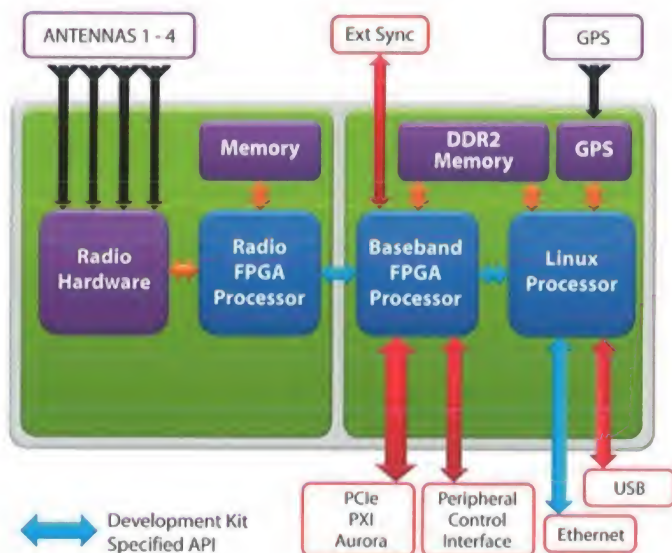 ANTENNAS 1 - 4
Ext Sync
GPS
Memory
DDR2
Memory
GPS
Radio
Hardware
Radio
FPGA
Processor
Baseband
FPGA
Processor
Linux
Processor
PCIe
PXI
Aurora
Peripheral
Control
Interface
USB
Ethernet
Development Kit
Specified API